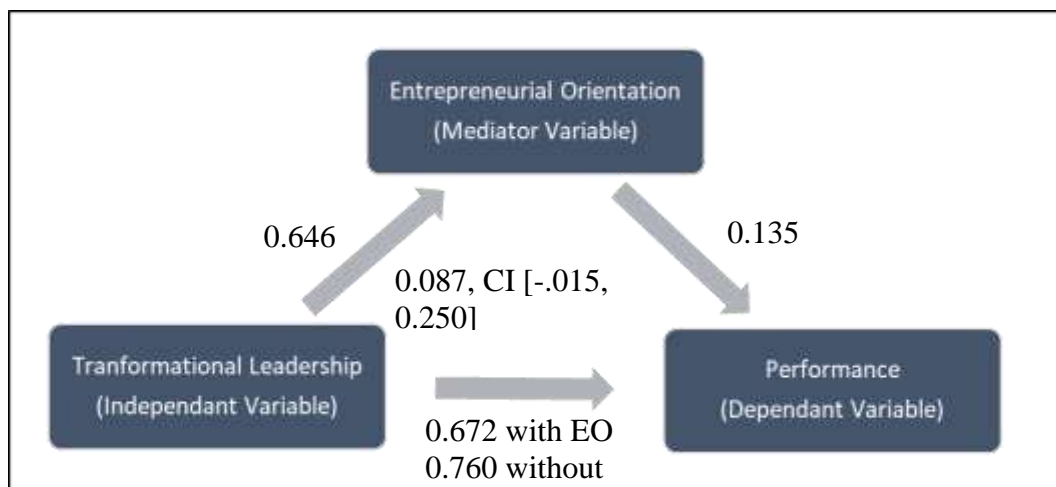 Entrepreneurial Orientation
(Mediator Variable)
0.646
0.135
0.087, CI [-.015,
0.250]
Tranformational Leadership
(Independant Variable)
Performance
(Dependant Variable)
0.672 with EO
0.760 without